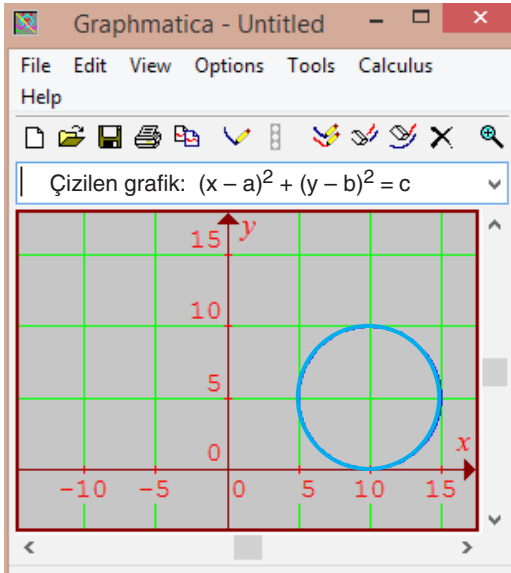 Graphmatica - Untitled
File Edit View Options Tools Calculus
Help
Çizilen grafik: (x – a)² + (y – b)² = c
y
15
10
5
0
x
-10 -5 0 5 10 15